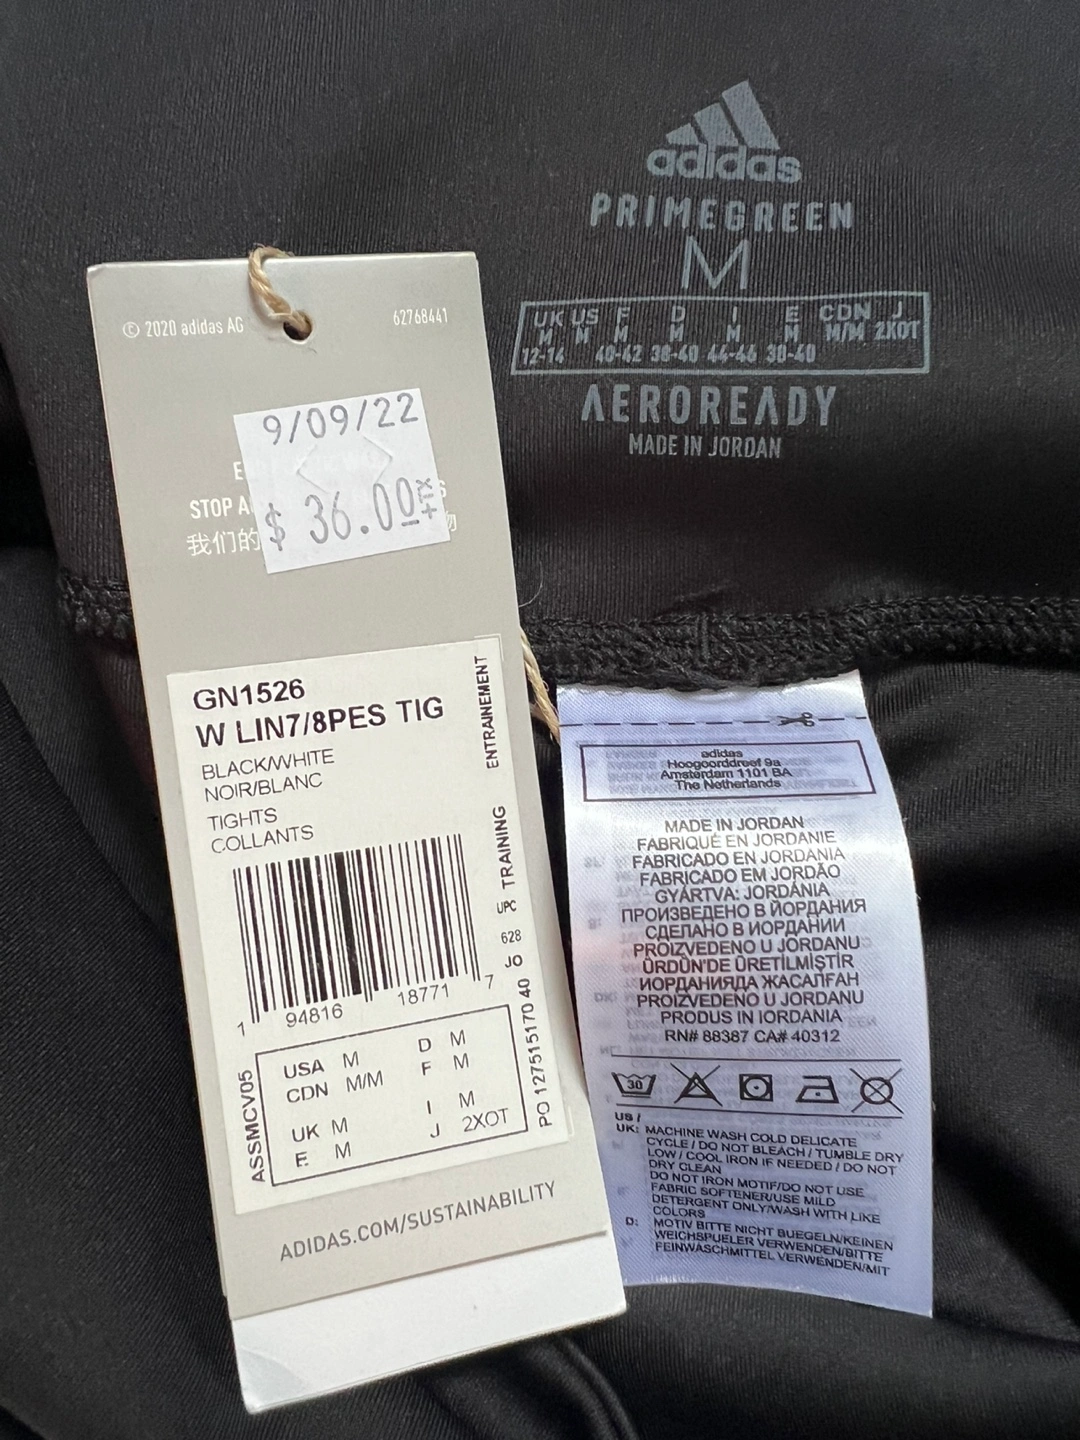 adidas
PRIMEGREEN
M
UK US F D I E CDN J
M M M M M M M/M 2XOT
12-14 40-42 38-40 44-46 38-40
AEROREADY
MADE IN JORDAN
© 2020 adidas AG 62768441
9/09/22
$ 36.00 +TX
STOP
我们的
GN1526
W LIN7/8PES TIG
BLACK/WHITE
NOIR/BLANC
TIGHTS
COLLANTS
1 94816 18771 7
UPC TRAINING ENTRAINEMENT
628
JO
USA M D M
CDN M/M F M
UK M I M
E M J 2XOT
ASSMCV05
PO 127515170 40
ADIDAS.COM/SUSTAINABILITY
adidas
Hoogoorddreef 9a
Amsterdam 1101 BA
The Netherlands
MADE IN JORDAN
FABRIQUÉ EN JORDANIE
FABRICADO EN JORDANIA
FABRICADO EM JORDÃO
GYÁRTVA: JORDÁNIA
ПРОИЗВЕДЕНО В ЙОРДАНИЯ
СДЕЛАНО В ИОРДАНИИ
PROIZVEDENO U JORDANU
ÜRDÜN'DE ÜRETİLMİŞTİR
ИОРДАНИЯДА ЖАСАЛҒАН
PROIZVEDENO U JORDANU
PRODUS IN IORDANIA
RN# 88387 CA# 40312
30
US /
UK: MACHINE WASH COLD DELICATE
CYCLE / DO NOT BLEACH / TUMBLE DRY
LOW / COOL IRON IF NEEDED / DO NOT
DRY CLEAN
DO NOT IRON MOTIF/DO NOT USE
FABRIC SOFTENER/USE MILD
DETERGENT ONLY/WASH WITH LIKE
COLORS
D: MOTIV BITTE NICHT BUEGELN/KEINEN
WEICHSPUELER VERWENDEN/BITTE
FEINWASCHMITTEL VERWENDEN/MIT